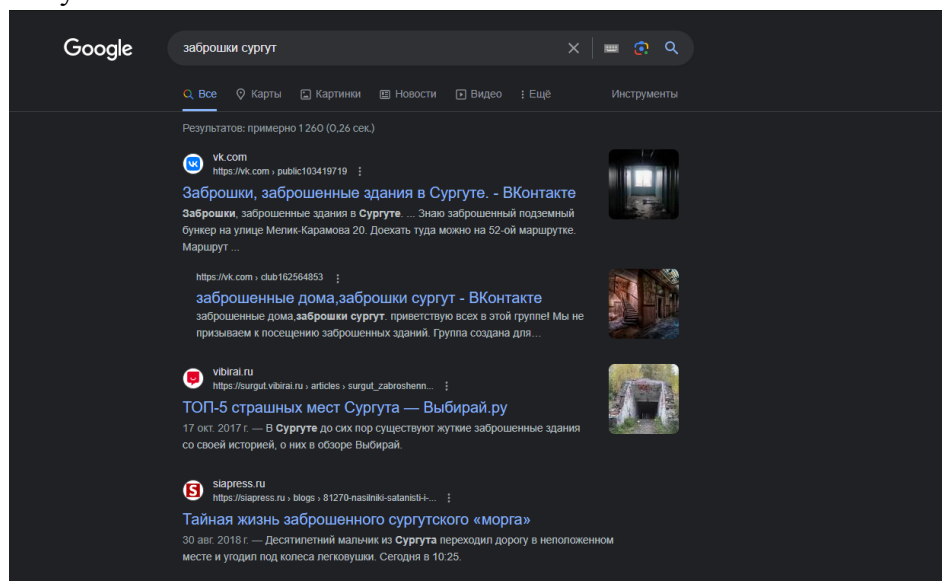 Google
заброшки сургут
Все Карты Картинки Новости Видео Ещё Инструменты
Результатов: примерно 1 260 (0,26 сек.)
vk.com
https://vk.com › public103419719
Заброшки, заброшенные здания в Сургуте. - ВКонтакте
Заброшки, заброшенные здания в Сургуте. ... Знаю заброшенный подземный
бункер на улице Мелик-Карамова 20. Доехать туда можно на 52-ой маршрутке.
Маршрут ...
https://vk.com › club162564853
заброшенные дома,заброшки сургут - ВКонтакте
заброшенные дома,заброшки сургут. приветствую всех в этой группе! Мы не
призываем к посещению заброшенных зданий. Группа создана для...
vibirai.ru
https://surgut.vibirai.ru › articles › surgut_zabroshenn...
ТОП-5 страшных мест Сургута — Выбирай.ру
17 окт. 2017 г. — В Сургуте до сих пор существуют жуткие заброшенные здания
со своей историей, о них в обзоре Выбирай.
siapress.ru
https://siapress.ru › blogs › 81270-nasilniki-satanisti-i-...
Тайная жизнь заброшенного сургутского «морга»
30 авг. 2018 г. — Десятилетний мальчик из Сургута переходил дорогу в неположенном
месте и угодил под колеса легковушки. Сегодня в 10:25.